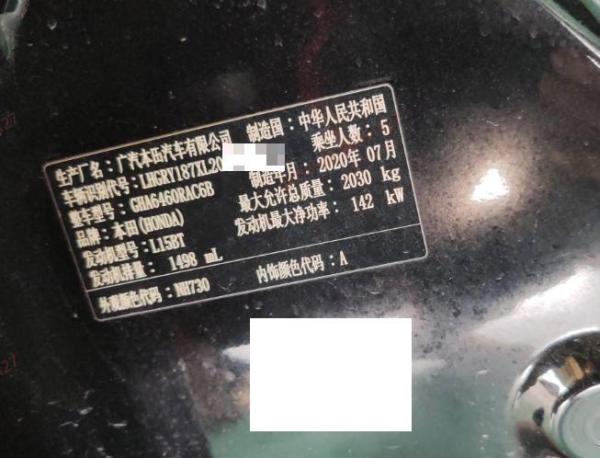 生产厂名：广汽本田汽车有限公司 制造国：中华人民共和国
车辆识别代号：LHGRY187XL20 乘坐人数：5
整车型号：GHA6460RAC6B 制造年月：2020年07月
品牌：本田(HONDA) 最大允许总质量：2030 kg
发动机型号：L15BT 发动机最大净功率：142 kW
发动机排量：1498 mL
外观颜色代码：NH730 内饰颜色代码：A